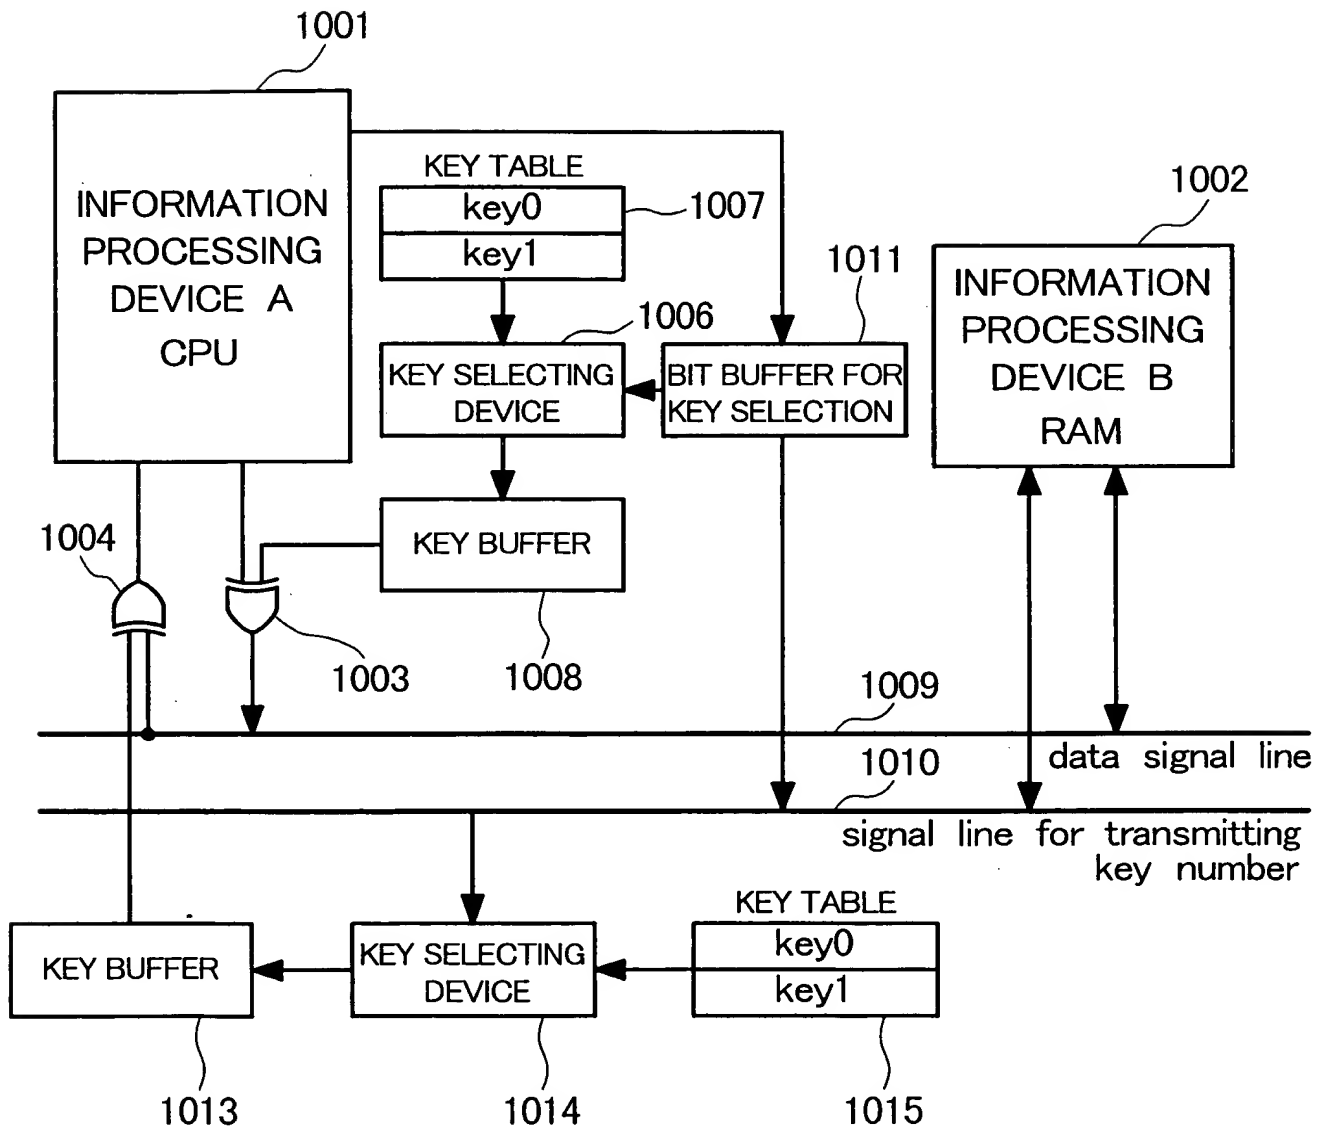 1001
INFORMATION
PROCESSING
DEVICE A
CPU
KEY TABLE
key0
key1
1007
1002
1011
INFORMATION
PROCESSING
DEVICE B
RAM
1006
KEY SELECTING
DEVICE
BIT BUFFER FOR
KEY SELECTION
KEY BUFFER
1004
1003
1008
1009
data signal line
1010
signal line for transmitting
key number
KEY TABLE
key0
key1
KEY SELECTING
DEVICE
KEY BUFFER
1013
1014
1015